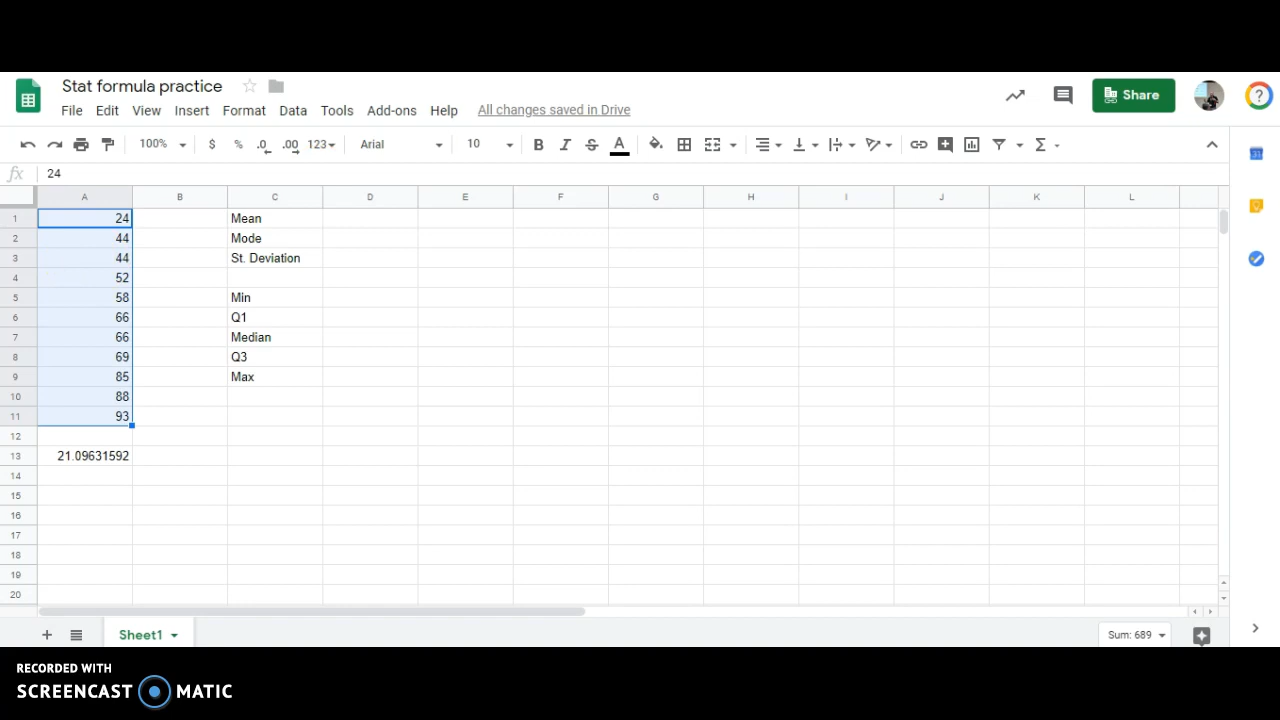 Stat formula practice
File Edit View Insert Format Data Tools Add-ons Help All changes saved in Drive
Share
100% $ % .0 .00 123 Arial 10 B I S A Σ
fx 24
A B C D E F G H I J K L
1 24 Mean
2 44 Mode
3 44 St. Deviation
4 52
5 58 Min
6 66 Q1
7 66 Median
8 69 Q3
9 85 Max
10 88
11 93
12
13 21.09631592
14
15
16
17
18
19
20
Sheet1 Sum: 689
RECORDED WITH
SCREENCAST MATIC